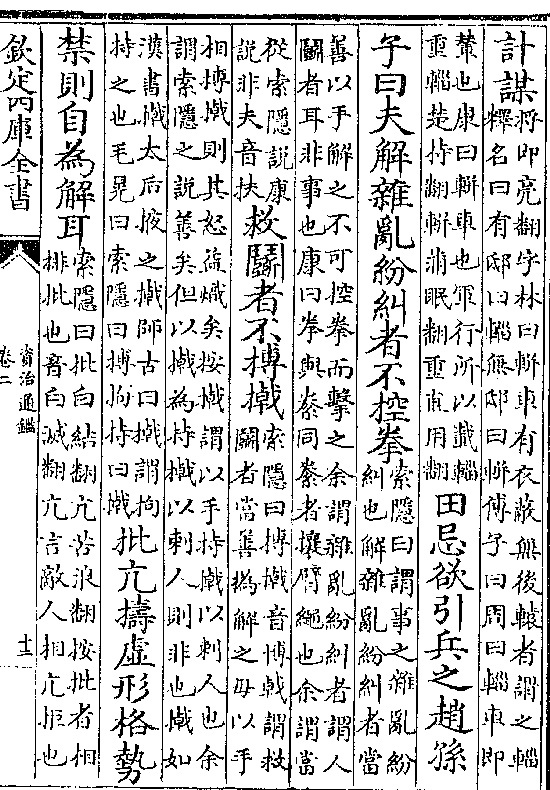 計謀將即亮翻字林曰輧車有衣蔽無後轅者謂之輜
釋名曰有邸曰輜無邸曰輧傅子曰周曰輜車即
輦也康曰輧車也軍行所以載輜
重輜楚持翻輧蒲眠翻重直用翻
田忌欲引兵之趙孫
子曰夫解雜亂紛糾者不控拳
索隱曰謂事之雜亂紛
糾也解雜亂紛糾者當
善以手解之不可控拳而擊之余謂雜亂紛糾者謂人
鬭者耳非事也康曰拳與絭同絭者攘臂繩也余謂當
從索隱說康
說非夫音扶
救鬭者不搏撠
索隱曰搏撠音博戟謂救
鬭者當善撝解之毋以手
相搏撠則其怒益熾矣按撠謂以手持撠以刺人也余
謂索隱之說善矣但以撠為持撠以刺人則非也撠如
漢書撠太后掖之撠師古曰撠謂拘
持之也毛晃曰索隱曰搏拘持曰撠
批亢擣虛形格勢
禁則自為解耳
索隱曰批白結翻亢苦浪翻按批者相
排批也音白滅翻亢言敵人相亢拒也
欽定四庫全書
資治通鑑
卷二
十三